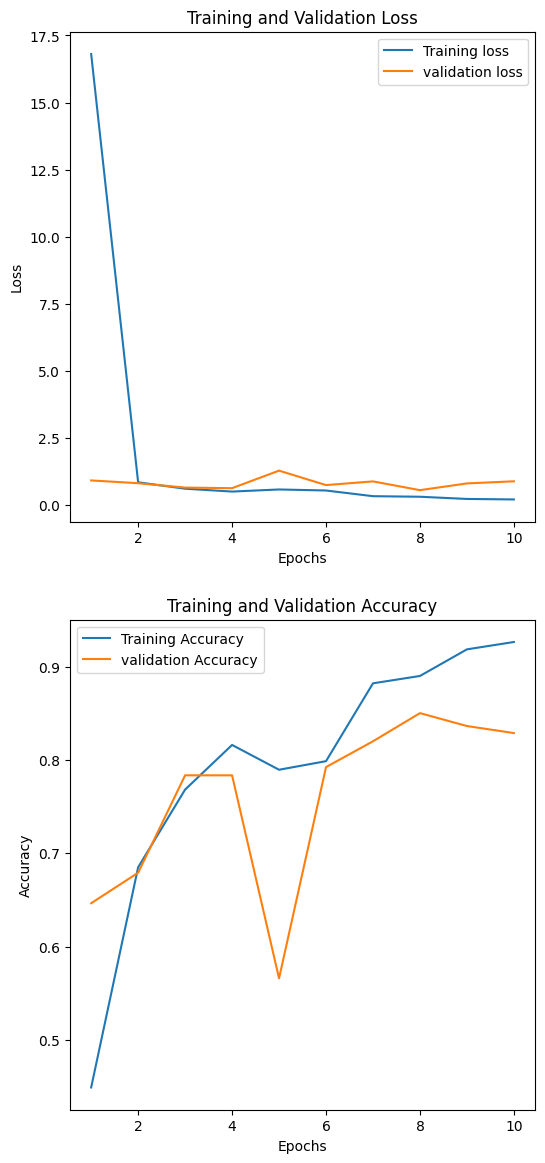 Training and Validation Loss
17.5
15.0
12.5
10.0
7.5
5.0
2.5
0.0
Loss
Training loss
validation loss
2 4 6 8 10
Epochs
Training and Validation Accuracy
Training Accuracy
validation Accuracy
0.9
0.8
0.7
0.6
0.5
Accuracy
2 4 6 8 10
Epochs